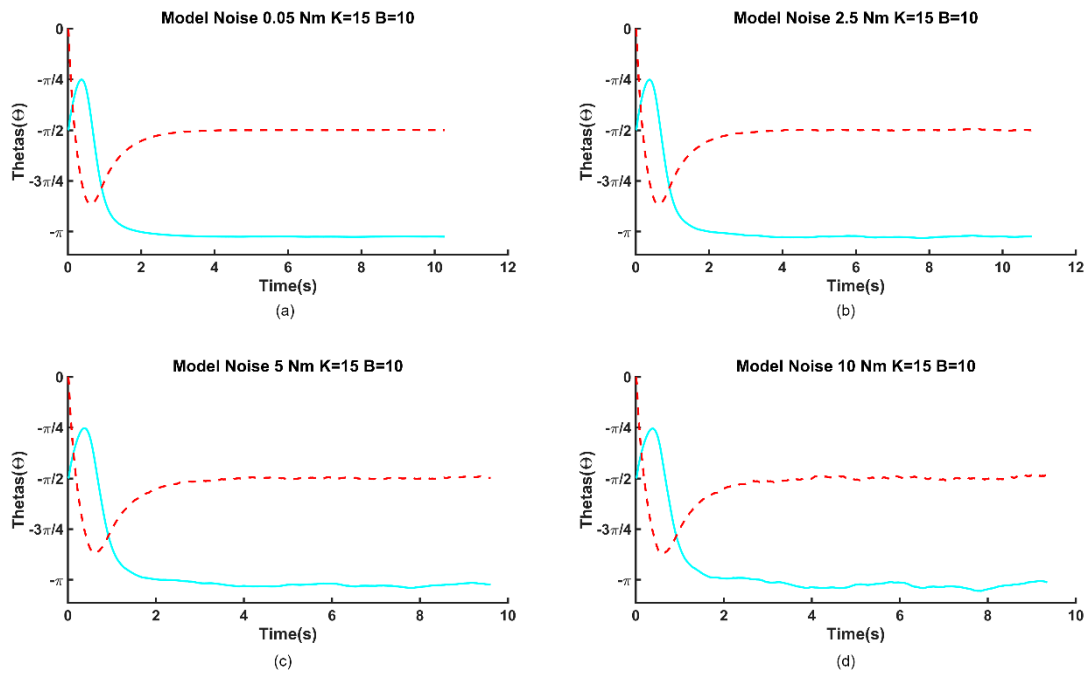 Model Noise 0.05 Nm K=15 B=10
0
-π/4
-π/2
-3π/4
-π
Thetas(Θ)
0 2 4 6 8 10 12
Time(s)
(a)
Model Noise 2.5 Nm K=15 B=10
0
-π/4
-π/2
-3π/4
-π
Thetas(Θ)
0 2 4 6 8 10 12
Time(s)
(b)
Model Noise 5 Nm K=15 B=10
0
-π/4
-π/2
-3π/4
-π
Thetas(Θ)
0 2 4 6 8 10
Time(s)
(c)
Model Noise 10 Nm K=15 B=10
0
-π/4
-π/2
-3π/4
-π
Thetas(Θ)
0 2 4 6 8 10
Time(s)
(d)